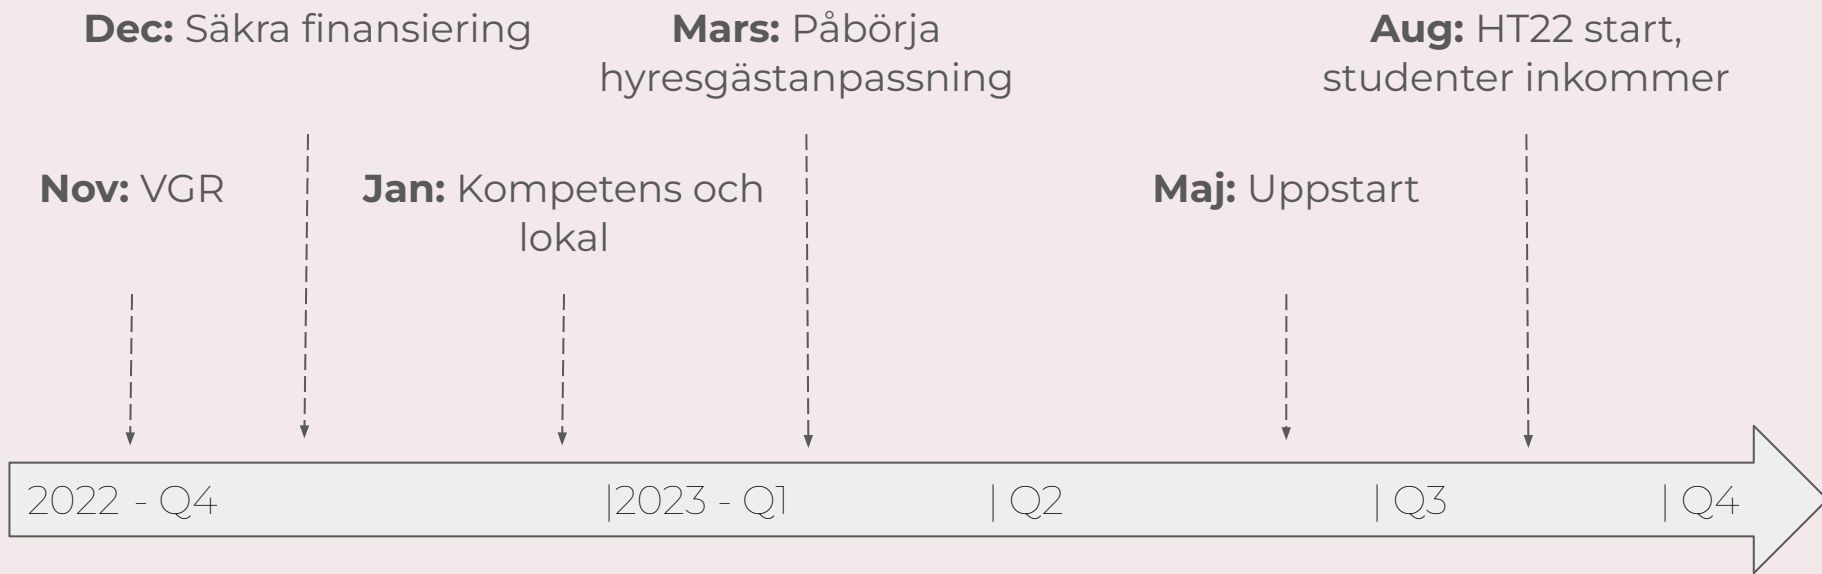 Dec: Säkra finansiering
Mars: Påbörja
hyresgästanpassning
Aug: HT22 start,
studenter inkommer
Nov: VGR
Jan: Kompetens och
lokal
Maj: Uppstart
2022 - Q4 |2023 - Q1 | Q2 | Q3 | Q4